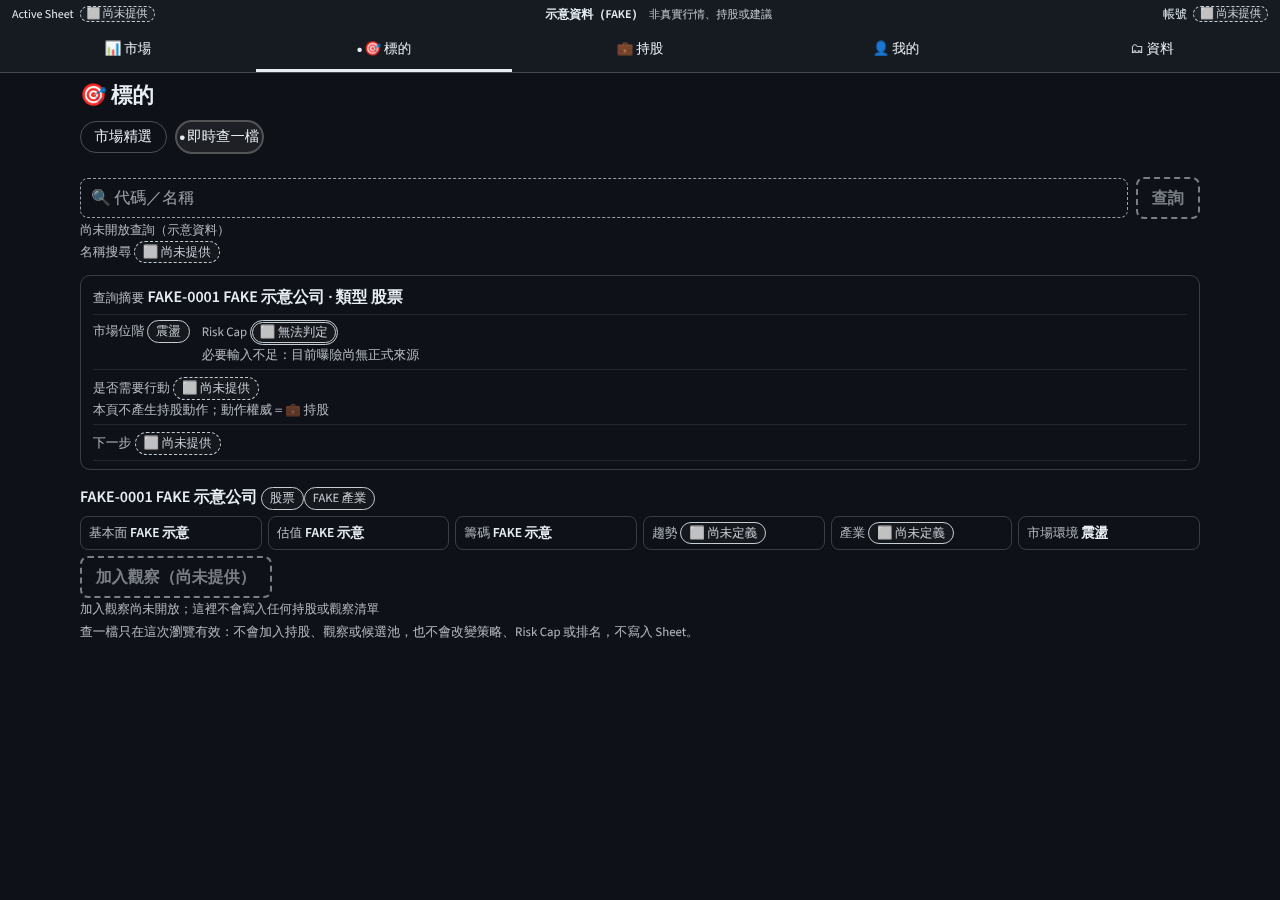 Active Sheet ⬜ 尚未提供 示意資料（FAKE） 非真實行情、持股或建議 帳號 ⬜ 尚未提供
📊 市場 • 🎯 標的 💼 持股 👤 我的 🗂 資料
🎯 標的
市場精選 • 即時查一檔
🔍 代碼／名稱 查詢
尚未開放查詢（示意資料）
名稱搜尋 ⬜ 尚未提供
查詢摘要 FAKE-0001 FAKE 示意公司 · 類型 股票
市場位階 震盪 Risk Cap ⬜ 無法判定
必要輸入不足：目前曝險尚無正式來源
是否需要行動 ⬜ 尚未提供
本頁不產生持股動作；動作權威＝💼 持股
下一步 ⬜ 尚未提供
FAKE-0001 FAKE 示意公司 股票 FAKE 產業
基本面 FAKE 示意 估值 FAKE 示意 籌碼 FAKE 示意 趨勢 ⬜ 尚未定義 產業 ⬜ 尚未定義 市場環境 震盪
加入觀察（尚未提供）
加入觀察尚未開放；這裡不會寫入任何持股或觀察清單
查一檔只在這次瀏覽有效：不會加入持股、觀察或候選池，也不會改變策略、Risk Cap 或排名，不寫入 Sheet。